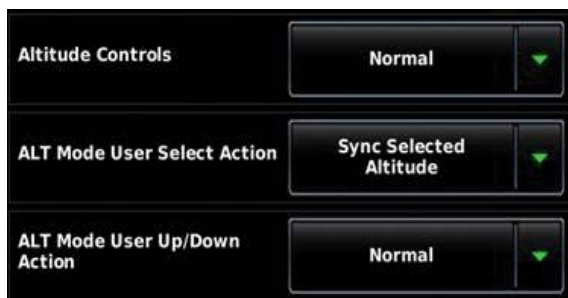 Altitude Controls
Normal
ALT Mode User Select Action
Sync Selected
Altitude
ALT Mode User Up/Down
Action
Normal